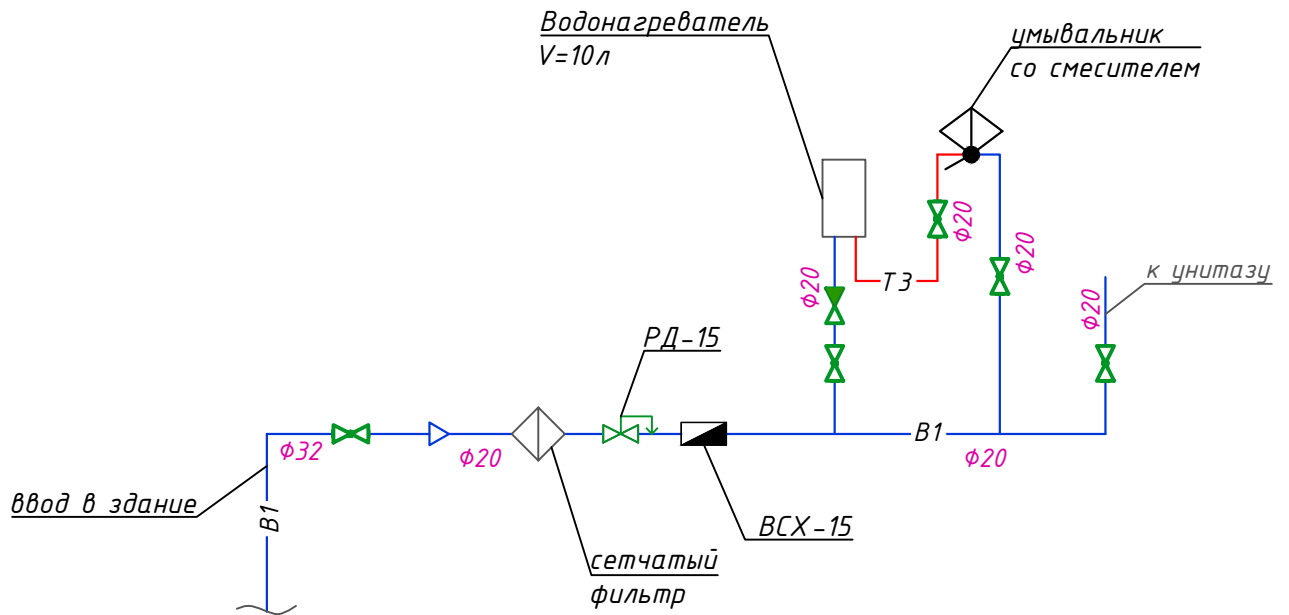 Водонагреватель
V=10л
умывальник
со смесителем
ф20
ф20
ф20
Т3
к унитазу
ф20
РД-15
В1
ф32
ф20
ф20
ввод в здание
В1
ВСХ-15
сетчатый
фильтр